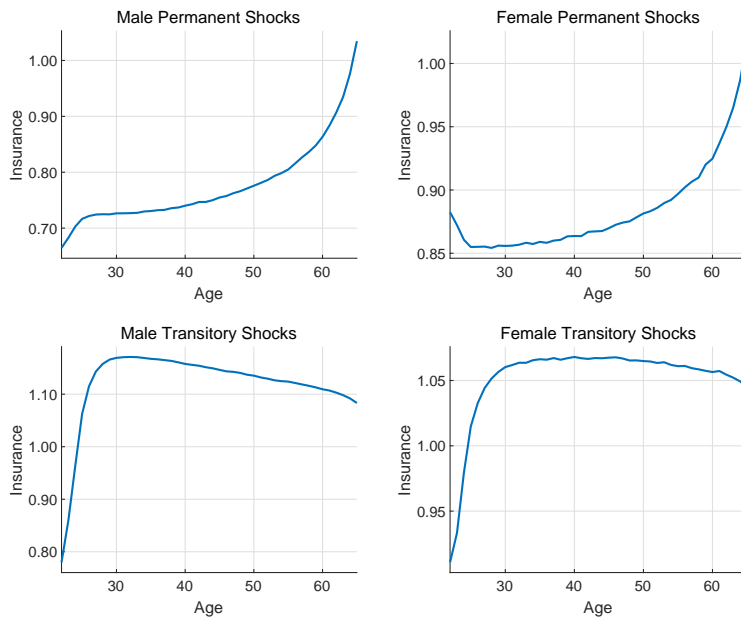 Male Permanent Shocks
1.00
0.90
0.80
0.70
Insurance
30 40 50 60
Age
Female Permanent Shocks
1.00
0.95
0.90
0.85
Insurance
30 40 50 60
Age
Male Transitory Shocks
1.10
1.00
0.90
0.80
Insurance
30 40 50 60
Age
Female Transitory Shocks
1.05
1.00
0.95
Insurance
30 40 50 60
Age